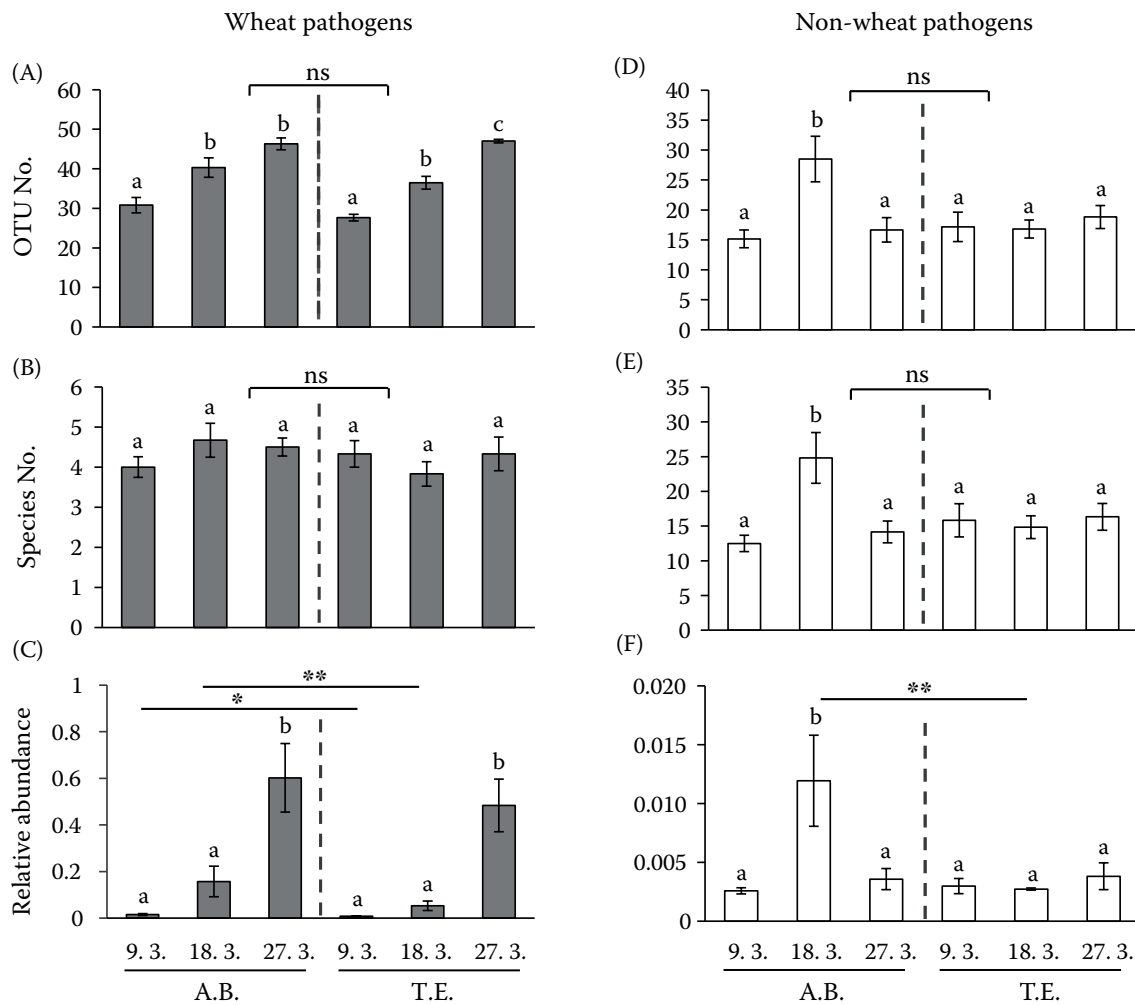 Wheat pathogens
Non-wheat pathogens
(A)
ns
60
50
40
30
20
10
0
OTU No.
a
b
b
a
b
c
(D)
ns
40
35
30
25
20
15
10
5
0
a
b
a
a
a
a
(B)
ns
6
5
4
3
2
1
0
Species No.
a
a
a
a
a
a
(E)
ns
35
30
25
20
15
10
5
0
a
b
a
a
a
a
(C)
1
0.8
0.6
0.4
0.2
0
Relative abundance
**
*
a
a
b
a
a
b
9. 3. 18. 3. 27. 3. 9. 3. 18. 3. 27. 3.
A.B. T.E.
(F)
0.020
0.015
0.010
0.005
0
**
a
b
a
a
a
a
9. 3. 18. 3. 27. 3. 9. 3. 18. 3. 27. 3.
A.B. T.E.